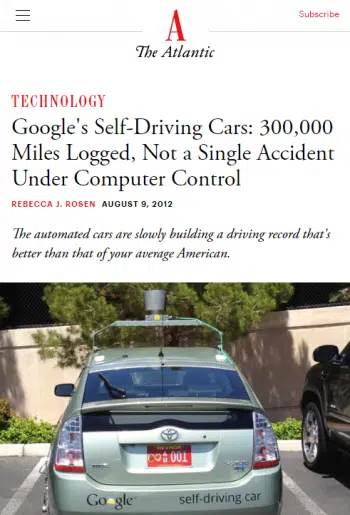 Subscribe
A
The Atlantic
TECHNOLOGY
Google's Self-Driving Cars: 300,000
Miles Logged, Not a Single Accident
Under Computer Control
REBECCA J. ROSEN AUGUST 9, 2012
The automated cars are slowly building a driving record that's
better than that of your average American.
Google self-driving car